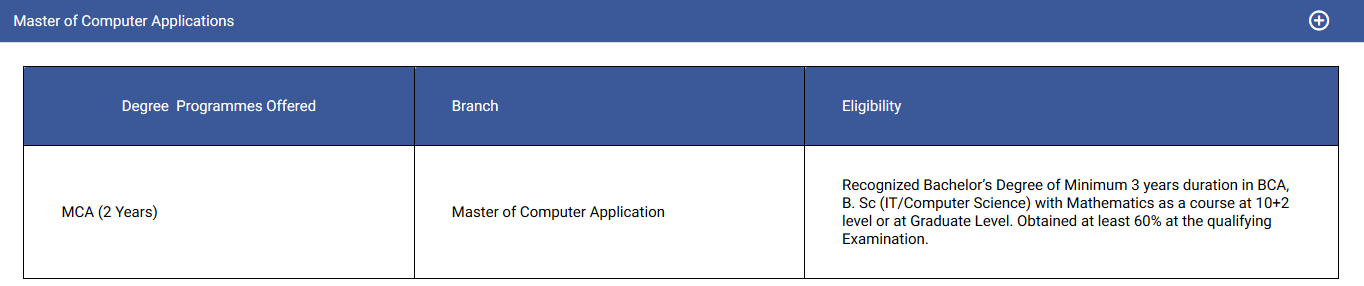 Master of Computer Applications
Degree  Programmes Offered
Branch
Eligibility
MCA (2 Years)
Master of Computer Application
Recognized Bachelor’s Degree of Minimum 3 years duration in BCA,
B. Sc (IT/Computer Science) with Mathematics as a course at 10+2
level or at Graduate Level. Obtained at least 60% at the qualifying
Examination.